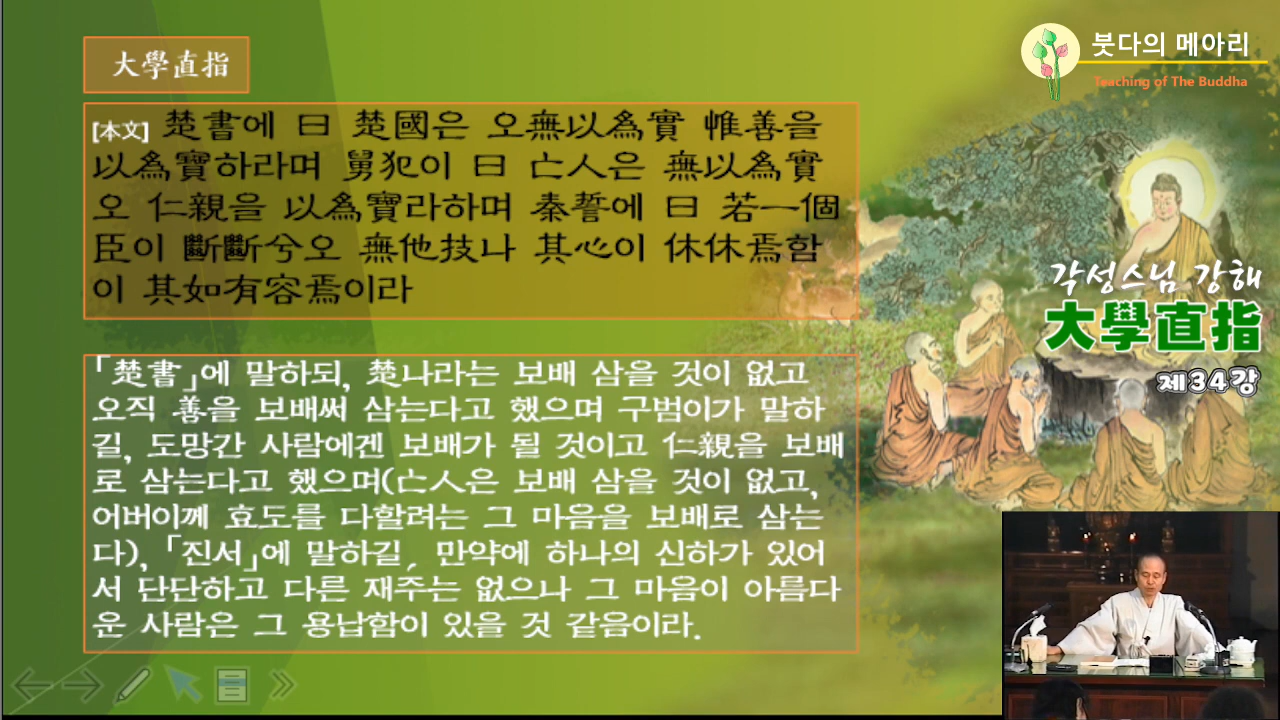 大學直指
[本文] 楚書에 曰 楚國은 오無以為實 惟善을
以為寶하라며 舅犯이 曰 亡人은 無以為實
오 仁親을 以為寶라하며 秦誓에 曰 若一個
臣이 斷斷兮오 無他技나 其心이 休休焉함
이 其如有容焉이라
「楚書」에 말하되, 楚나라는 보배 삼을 것이 없고
오직 善을 보배써 삼는다고 했으며 구범이가 말하
길, 도망간 사람에겐 보배가 될 것이고 仁親을 보배
로 삼는다고 했으며(亡人은 보배 삼을 것이 없고,
어버이께 효도를 다할려는 그 마음을 보배로 삼는
다), 「진서」에 말하길, 만약에 하나의 신하가 있어
서 단단하고 다른 재주는 없으나 그 마음이 아름다
운 사람은 그 용납함이 있을 것 같음이라.
붓다의 메아리
Teaching of The Buddha
각성스님 강해
大學直指
제34강